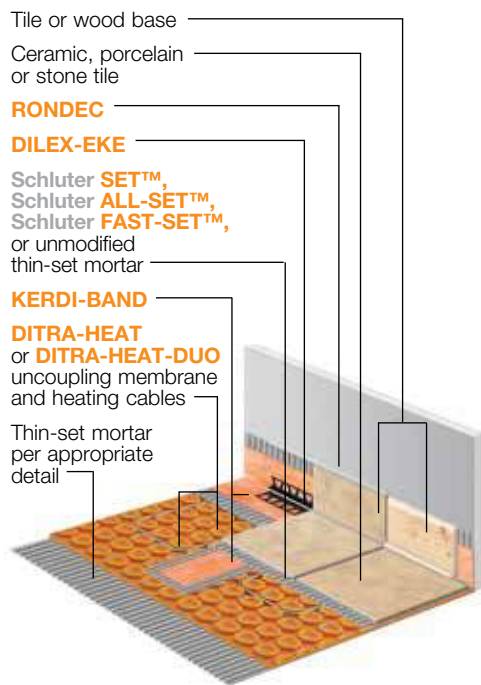 Tile or wood base
Ceramic, porcelain
or stone tile
RONDEC
DILEX-EKE
Schluter SET™,
Schluter ALL-SET™,
Schluter FAST-SET™,
or unmodified
thin-set mortar
KERDI-BAND
DITRA-HEAT
or DITRA-HEAT-DUO
uncoupling membrane
and heating cables
Thin-set mortar
per appropriate
detail